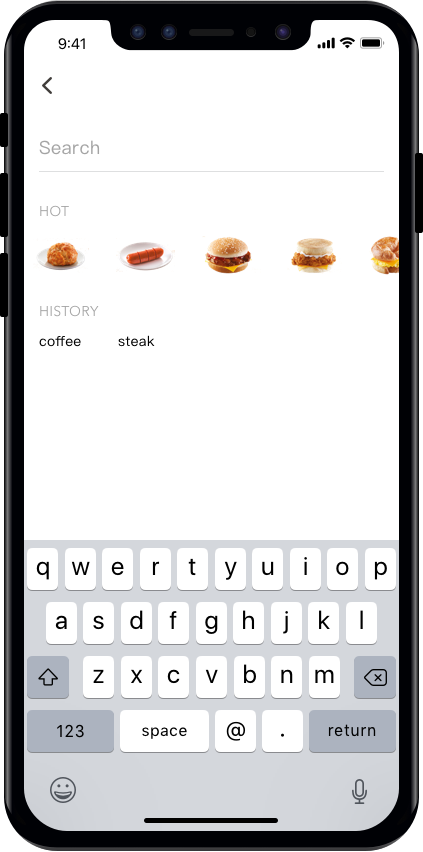 9:41
Search
HOT
HISTORY
coffee steak
q w e r t y u i o p
a s d f g h j k l
z x c v b n m
123 space @ . return